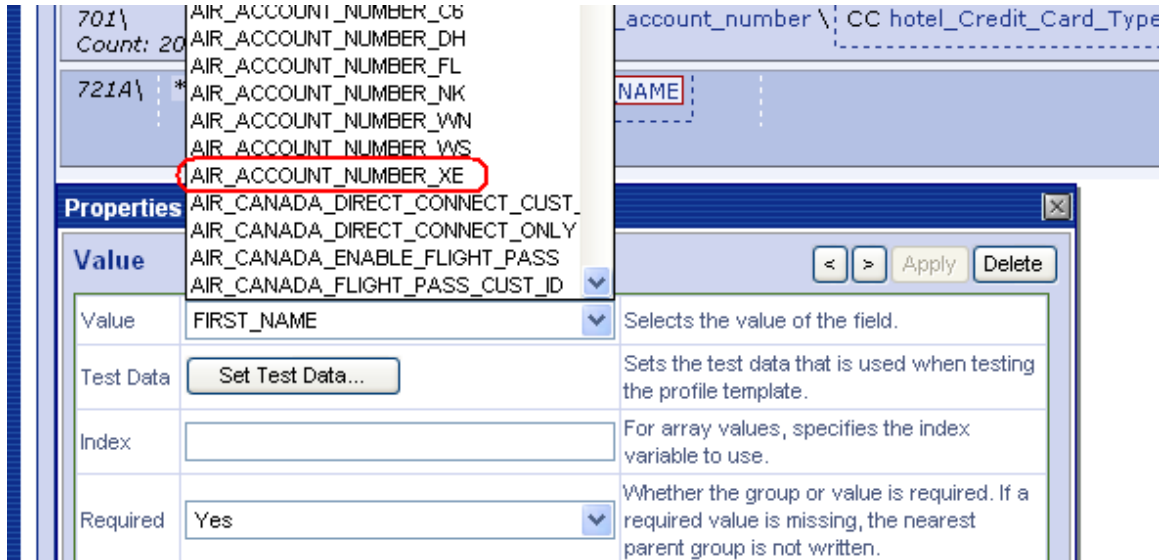 701\
Count: 20
_account_number \ CC hotel_Credit_Card_Type
AIR_ACCOUNT_NUMBER_C6
AIR_ACCOUNT_NUMBER_DH
AIR_ACCOUNT_NUMBER_FL
AIR_ACCOUNT_NUMBER_NK
AIR_ACCOUNT_NUMBER_WN
AIR_ACCOUNT_NUMBER_WS
AIR_ACCOUNT_NUMBER_XE
AIR_CANADA_DIRECT_CONNECT_CUST_
AIR_CANADA_DIRECT_CONNECT_ONLY
AIR_CANADA_ENABLE_FLIGHT_PASS
AIR_CANADA_FLIGHT_PASS_CUST_ID
721A\ *
NAME
Properties
Value
< > Apply Delete
Value FIRST_NAME Selects the value of the field.
Test Data Set Test Data... Sets the test data that is used when testing
the profile template.
Index For array values, specifies the index
variable to use.
Required Yes Whether the group or value is required. If a
required value is missing, the nearest
parent group is not written.